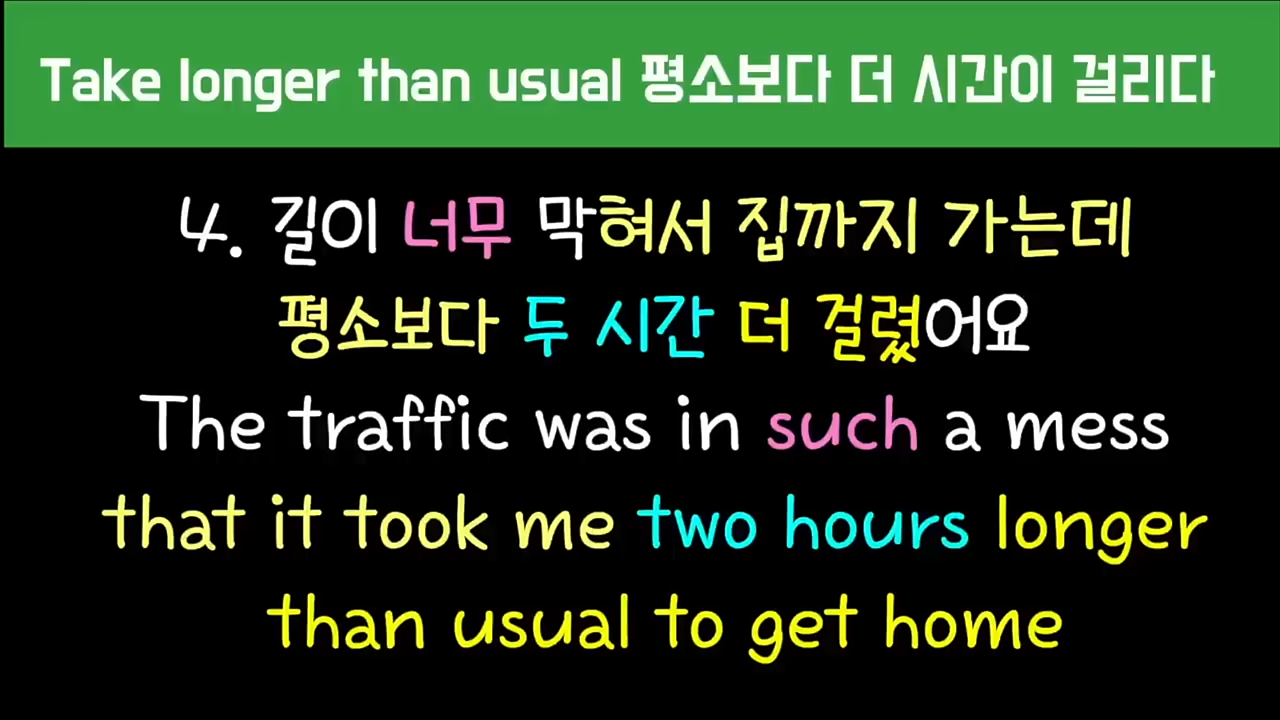 Take longer than usual 평소보다 더 시간이 걸리다
4. 길이 너무 막혀서 집까지 가는데
평소보다 두 시간 더 걸렸어요
The traffic was in such a mess
that it took me two hours longer
than usual to get home